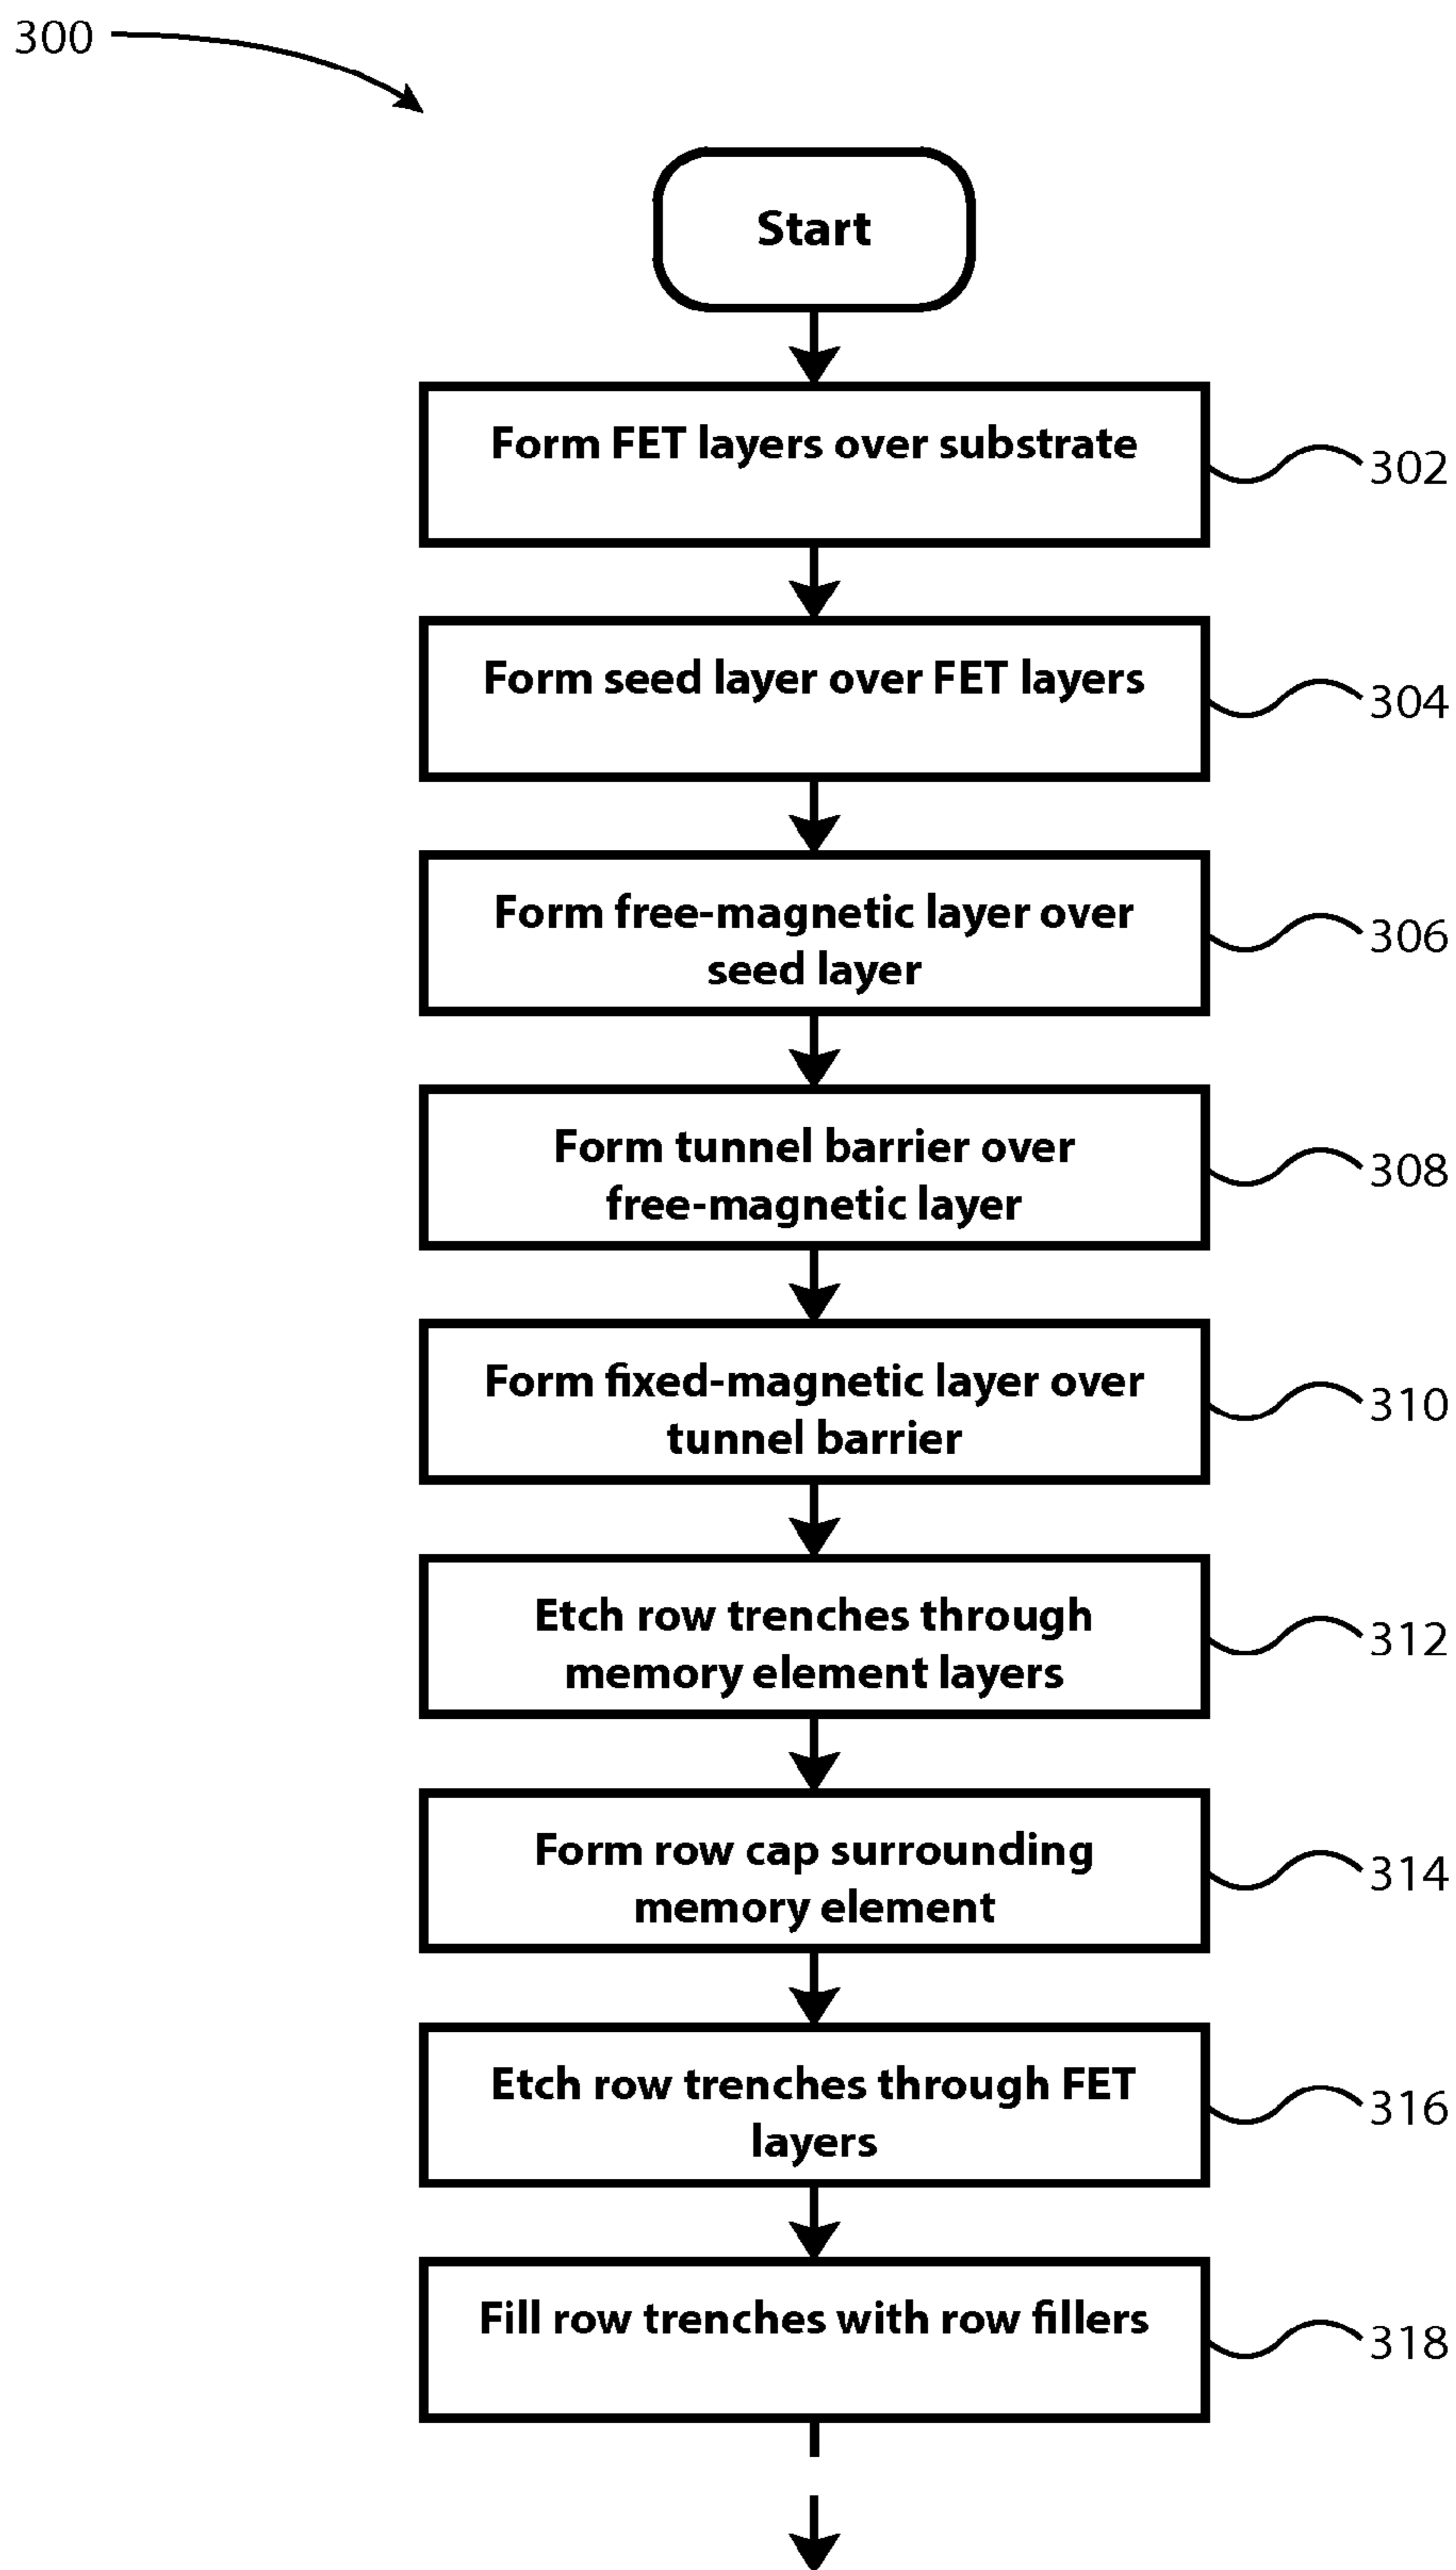 300
Start
Form FET layers over substrate
302
Form seed layer over FET layers
304
Form free-magnetic layer over
seed layer
306
Form tunnel barrier over
free-magnetic layer
308
Form fixed-magnetic layer over
tunnel barrier
310
Etch row trenches through
memory element layers
312
Form row cap surrounding
memory element
314
Etch row trenches through FET
layers
316
Fill row trenches with row fillers
318